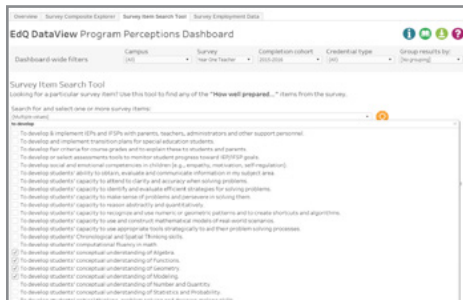 Overview Survey Composite Explorer Survey Item Search Tool Survey Employment Data
EdQ DataView Program Perceptions Dashboard
Dashboard-wide filters
Campus Survey Completion cohort Credential type Group results by:
(All) Year One Teacher 2015-2016 (All) (No grouping)
Survey Item Search Tool
Looking for a particular survey item? Use this tool to find any of the "How well prepared..." items from the survey.
Search for and select one or more survey items:
(Multiple values)
to develop
To develop & implement IEPs and IFSPs with parents, teachers, administrators and other support personnel.
To develop and implement transition plans for special education students.
To develop fair criteria for course grades and to explain these to students and parents.
To develop or select assessments tools to monitor student progress toward IEP/IFSP goals.
To develop social and emotional competencies in children (e.g., empathy, motivation, self-regulation).
To develop students' ability to obtain, evaluate and communicate information in my subject area.
To develop students' capacity to attend to clarity and accuracy when solving problems.
To develop students' capacity to identify and evaluate efficient strategies for solving problems.
To develop students' capacity to make sense of problems and persevere in solving them.
To develop students' capacity to reason abstractly and quantitatively.
To develop students' capacity to recognize and use numeric or geometric patterns and to create shortcuts and algorithms.
To develop students' capacity to use and construct mathematical models of real-world scenarios.
To develop students' capacity to use appropriate tools strategically to aid their problem solving processes.
To develop students' Chronological and Spatial Thinking skills.
To develop students' computational fluency in math.
To develop students' conceptual understanding of Algebra.
To develop students' conceptual understanding of Functions.
To develop students' conceptual understanding of Geometry.
To develop students' conceptual understanding of Modeling.
To develop students' conceptual understanding of Number and Quantity.
To develop students' conceptual understanding of Statistics and Probability.